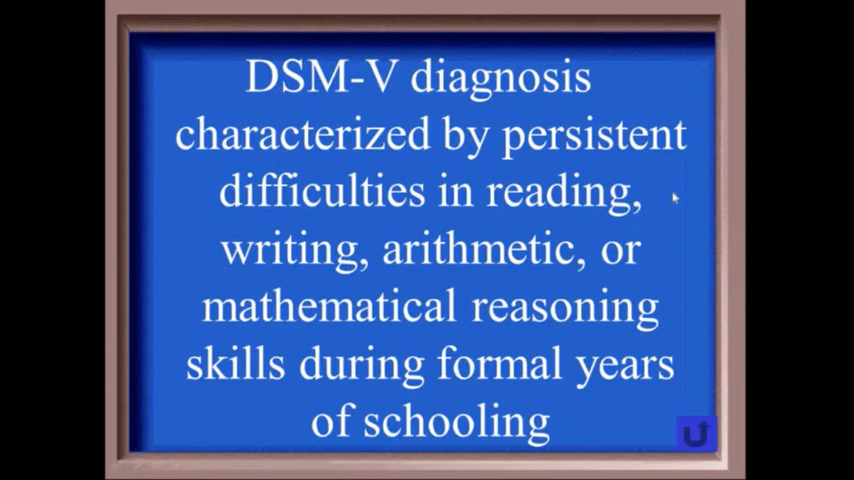 DSM-V diagnosis
characterized by persistent
difficulties in reading,
writing, arithmetic, or
mathematical reasoning
skills during formal years
of schooling